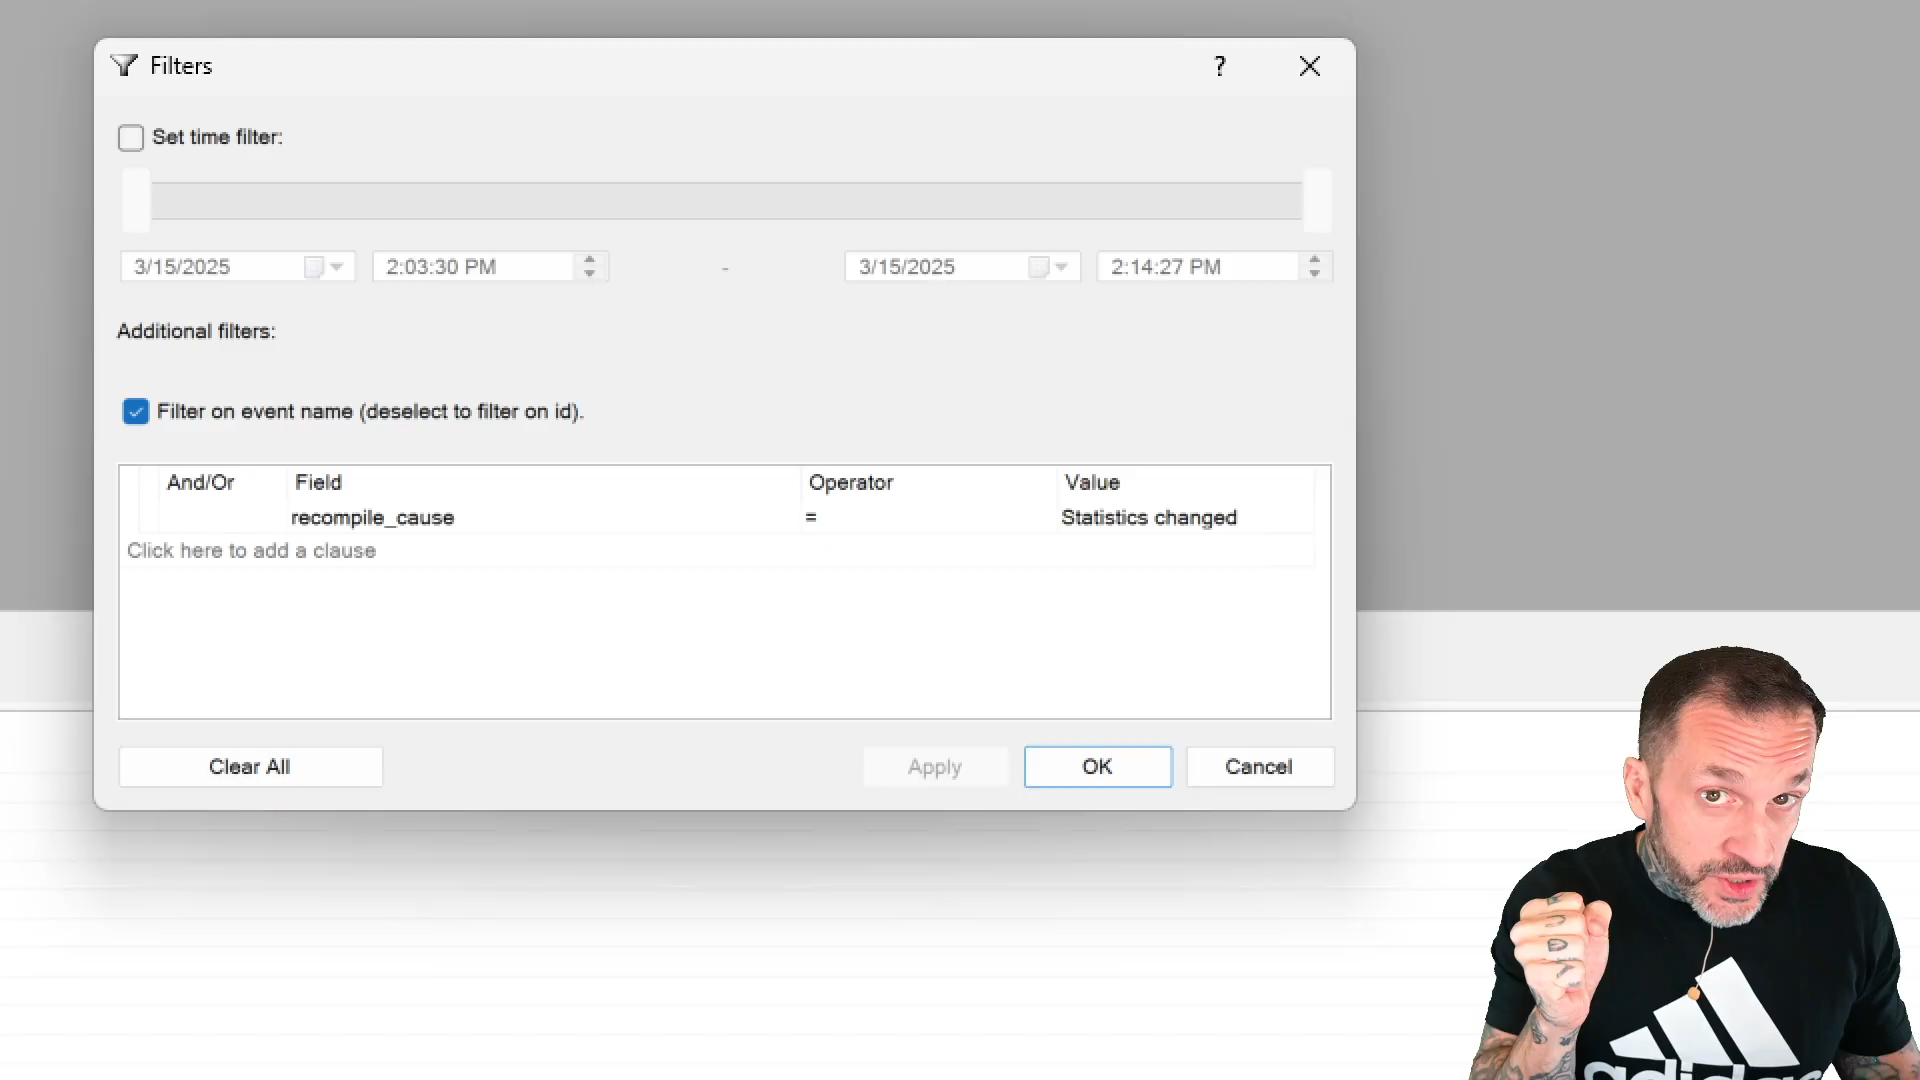 Filters
?
Set time filter:
3/15/2025 2:03:30 PM - 3/15/2025 2:14:27 PM
Additional filters:
Filter on event name (deselect to filter on id).
And/Or Field Operator Value
recompile_cause = Statistics changed
Click here to add a clause
Clear All Apply OK Cancel
adidas